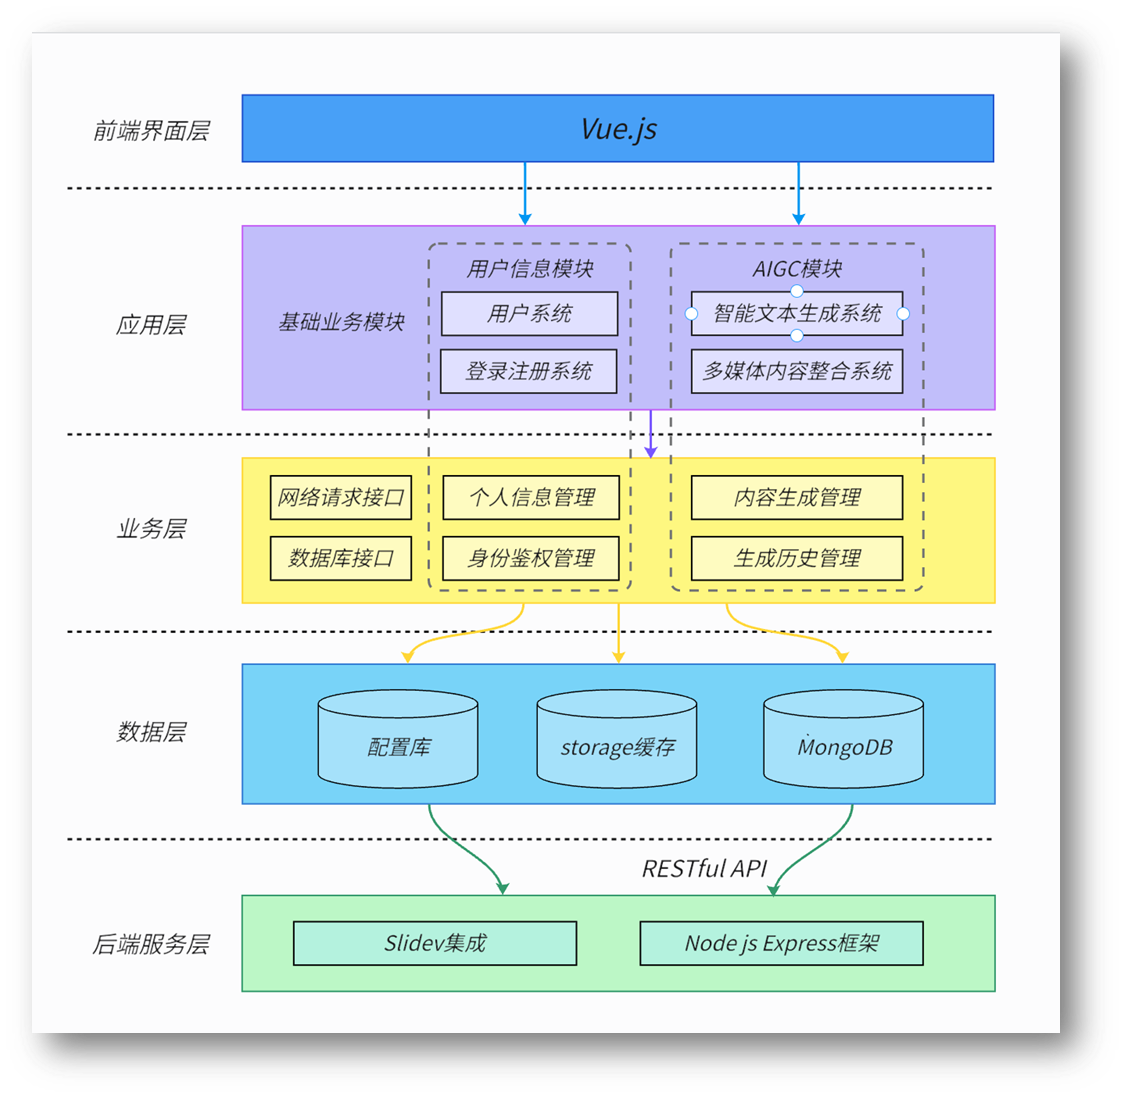 前端界面层
Vue.js
应用层
基础业务模块
用户信息模块
用户系统
登录注册系统
AIGC模块
智能文本生成系统
多媒体内容整合系统
业务层
网络请求接口
数据库接口
个人信息管理
身份鉴权管理
内容生成管理
生成历史管理
数据层
配置库
storage缓存
MongoDB
RESTful API
后端服务层
Slidev集成
Node js Express框架